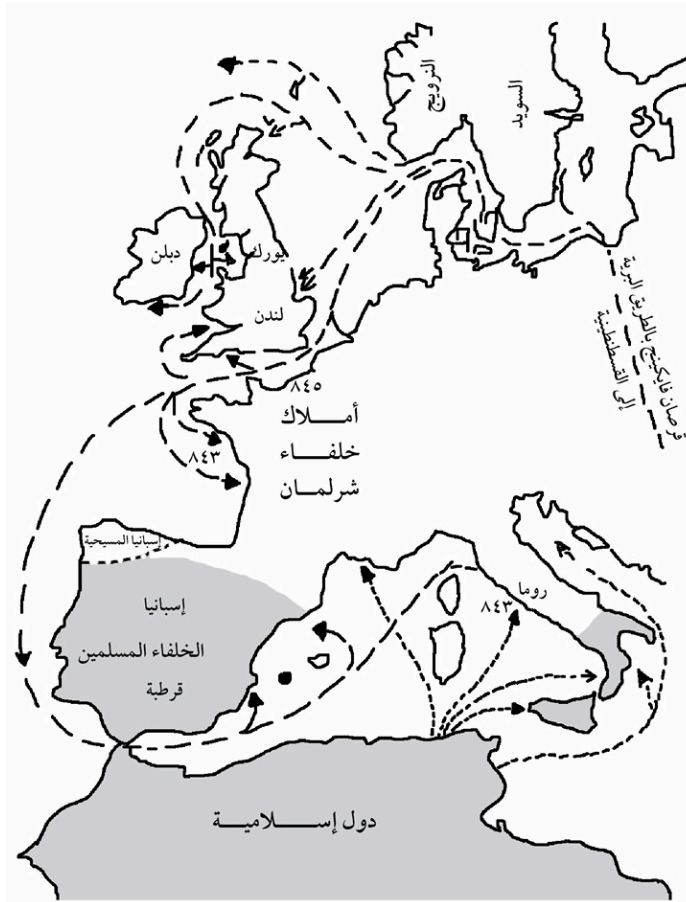 النرويج
السويد
دبلن
يورك
لندن
قرصان فايكينج بالطريق البرية
إلى القسطنطينية
٨٤٥
أملاك
خلفاء
شرلمان
٨٤٣
إسبانيا المسيحية
إسبانيا
الخلفاء المسلمين
قرطبة
روما
٨٤٣
دول إسلامية